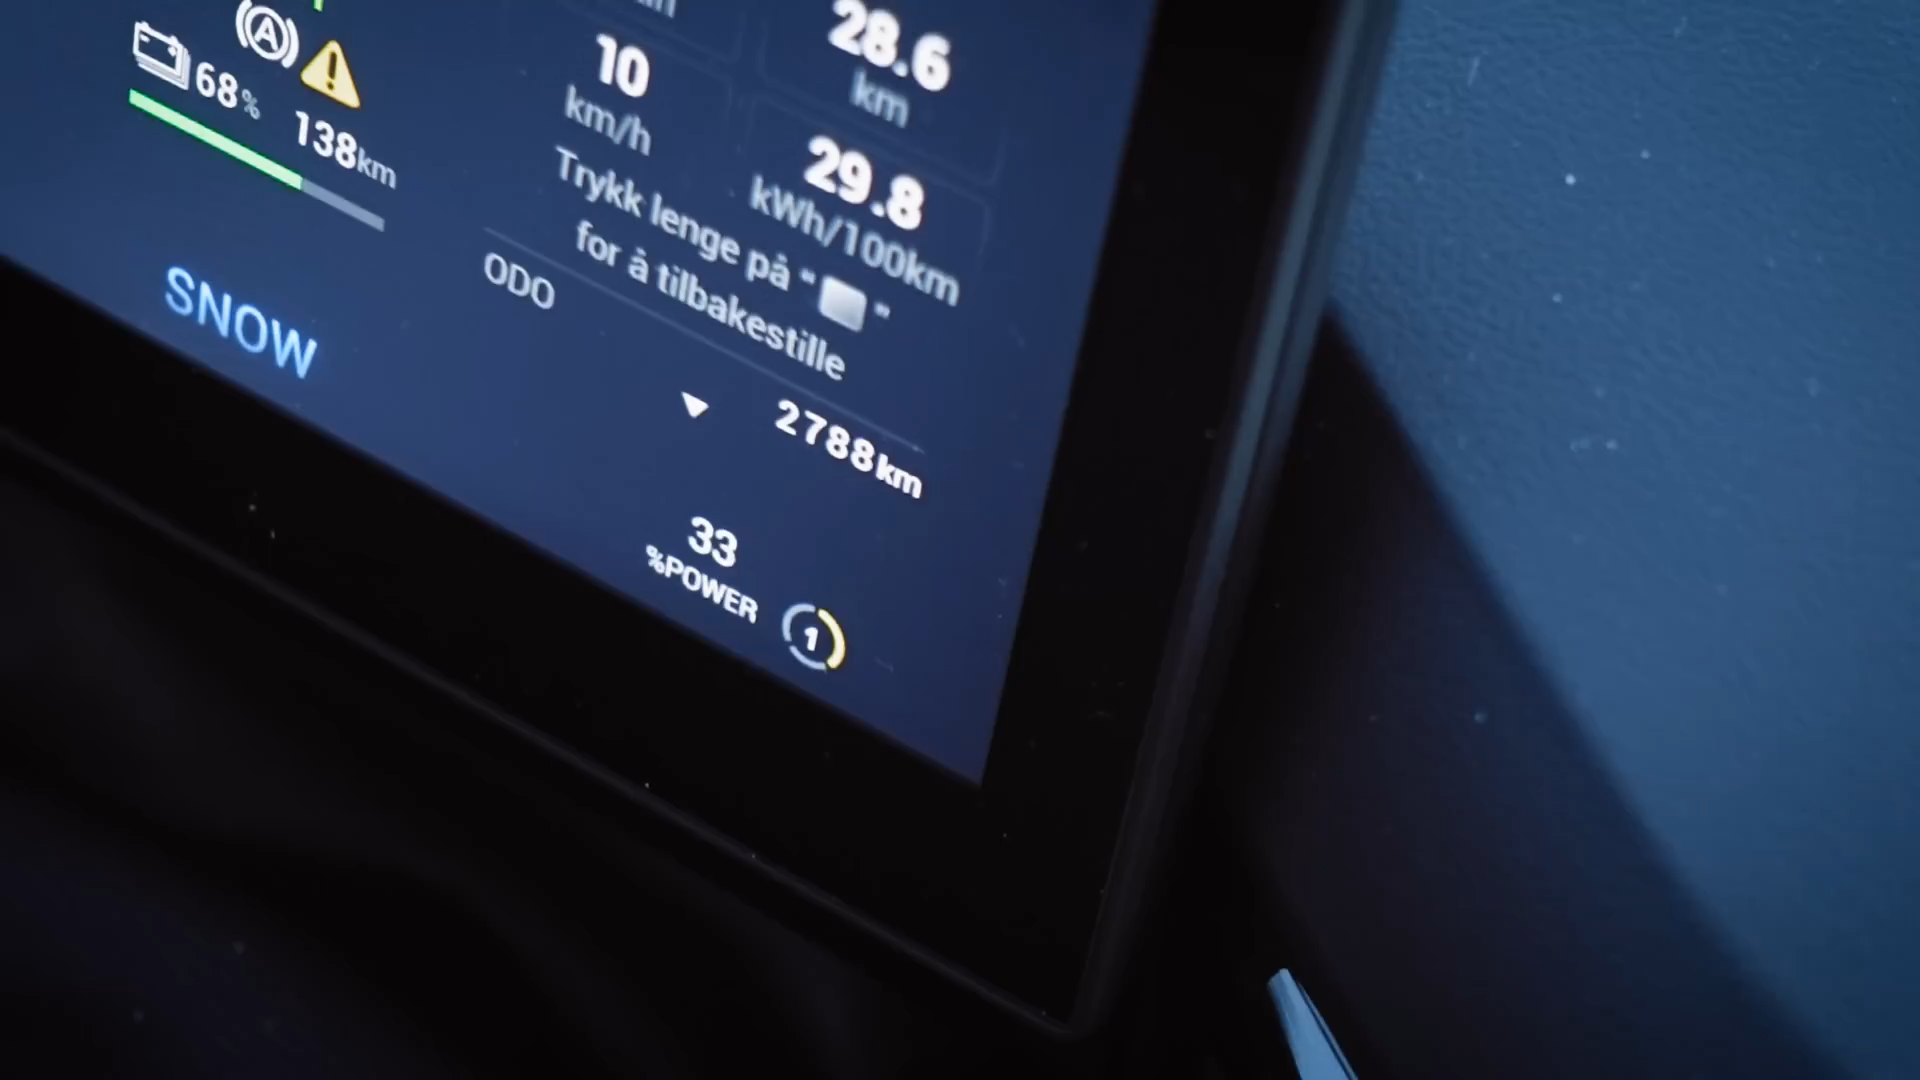 A
68%
138km
SNOW
10
km/h
28.6
km
29.8
kWh/100km
Trykk lenge på " "
for å tilbakestille
ODO
2788km
33
%POWER
1